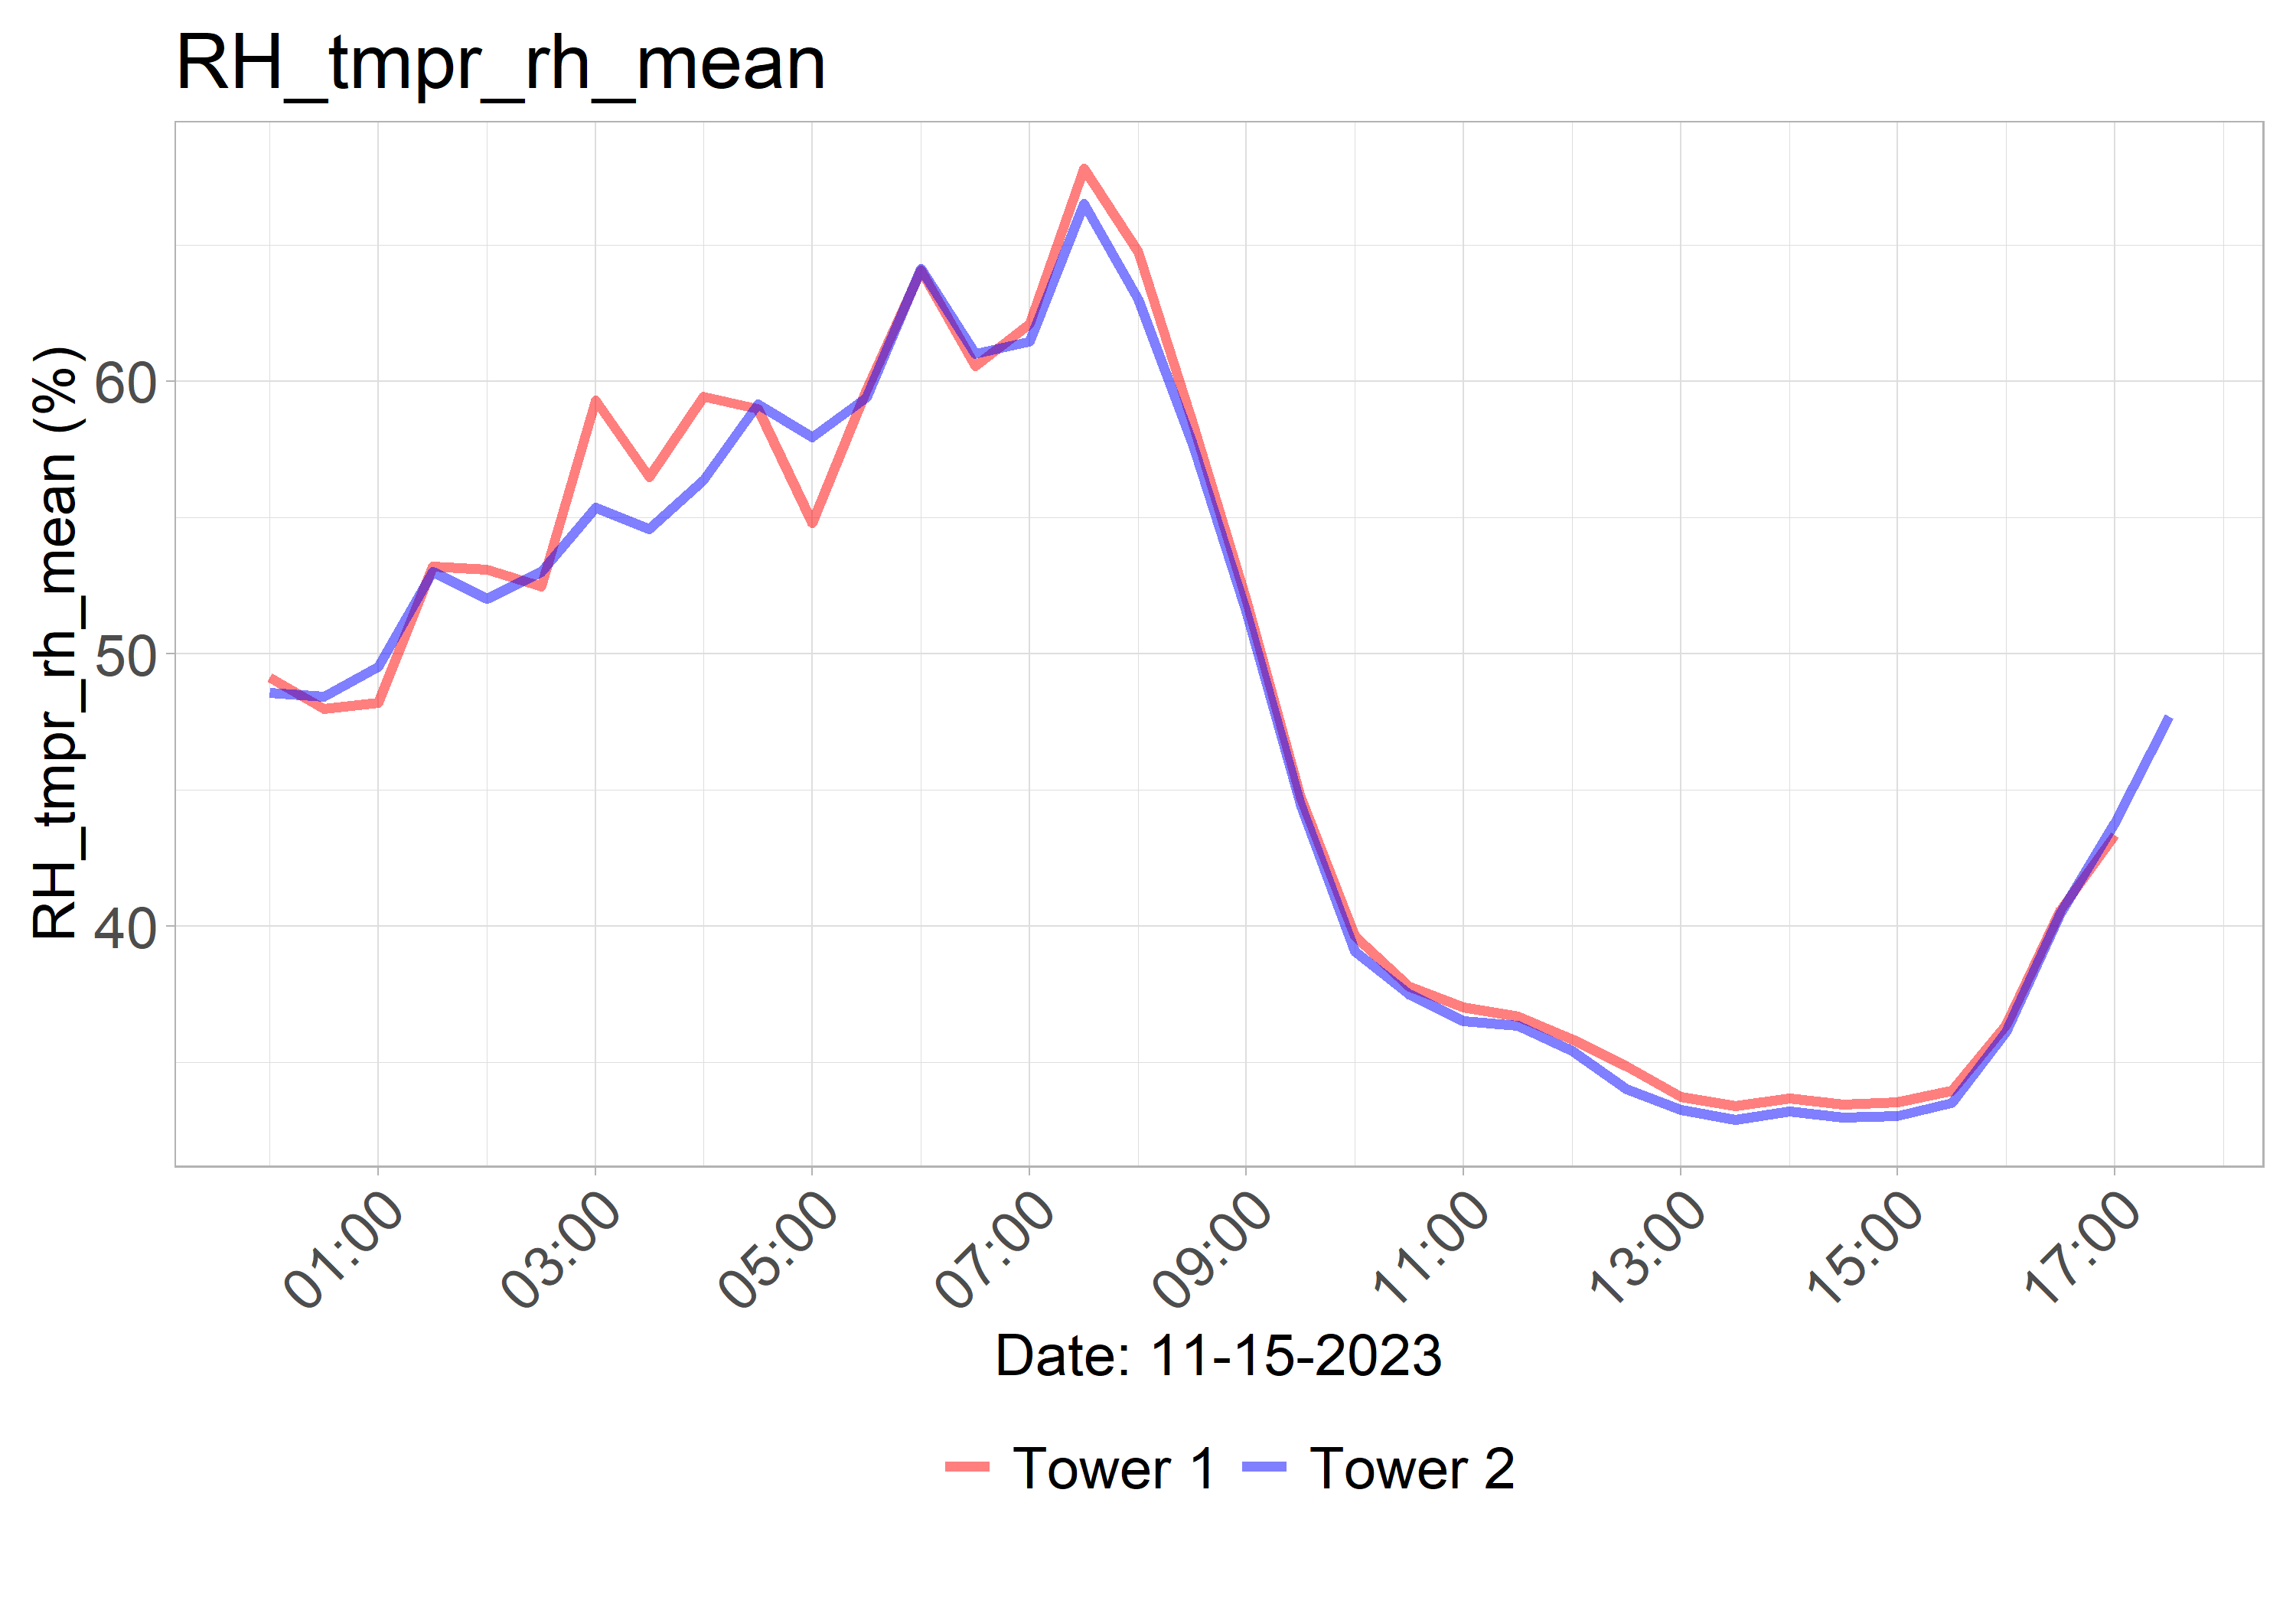 RH_tmpr_rh_mean
RH_tmpr_rh_mean (%)
60
50
40
01:00 03:00 05:00 07:00 09:00 11:00 13:00 15:00 17:00
Date: 11-15-2023
Tower 1 Tower 2